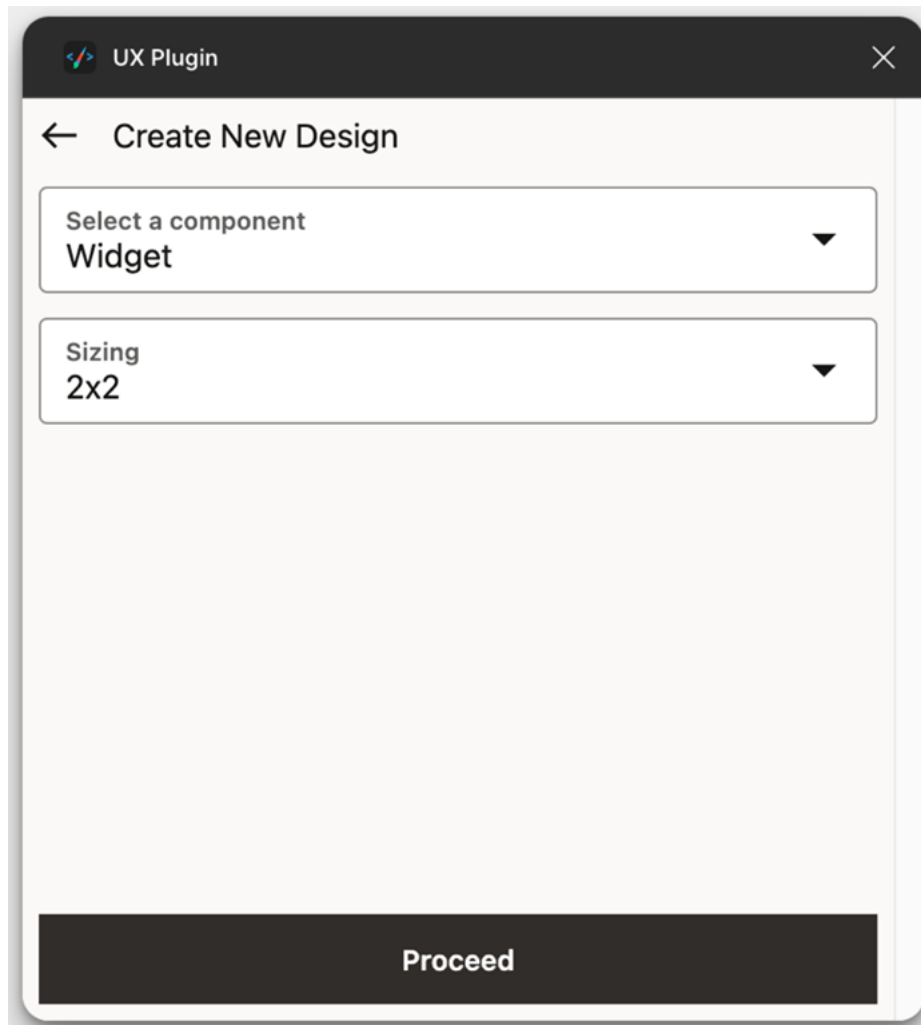 UX Plugin
Create New Design
Select a component
Widget
Sizing
2x2
Proceed